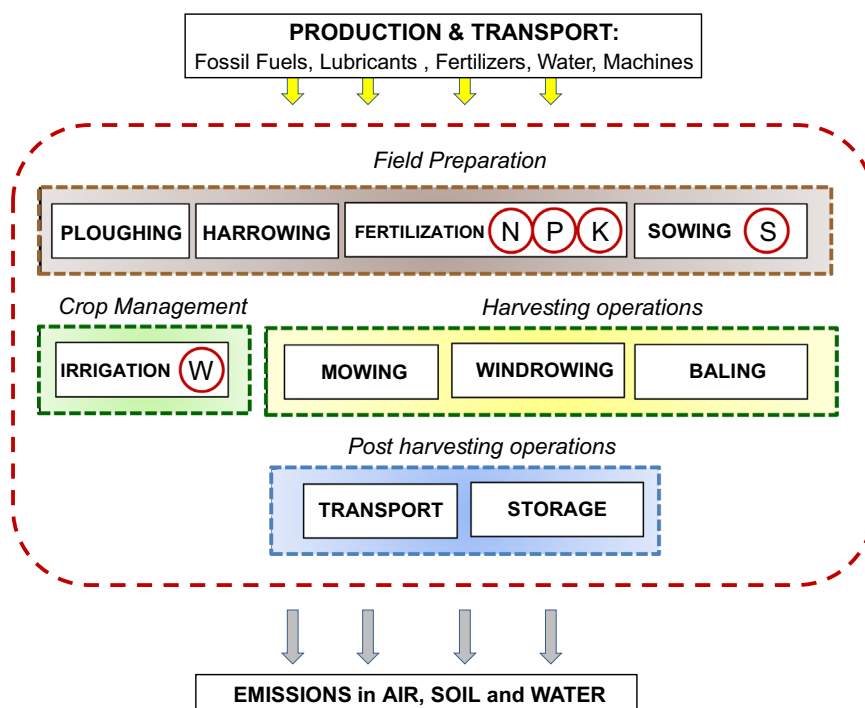 PRODUCTION & TRANSPORT:
Fossil Fuels, Lubricants , Fertilizers, Water, Machines
Field Preparation
PLOUGHING
HARROWING
FERTILIZATION N P K
SOWING S
Crop Management
IRRIGATION W
Harvesting operations
MOWING
WINDROWING
BALING
Post harvesting operations
TRANSPORT
STORAGE
EMISSIONS in AIR, SOIL and WATER